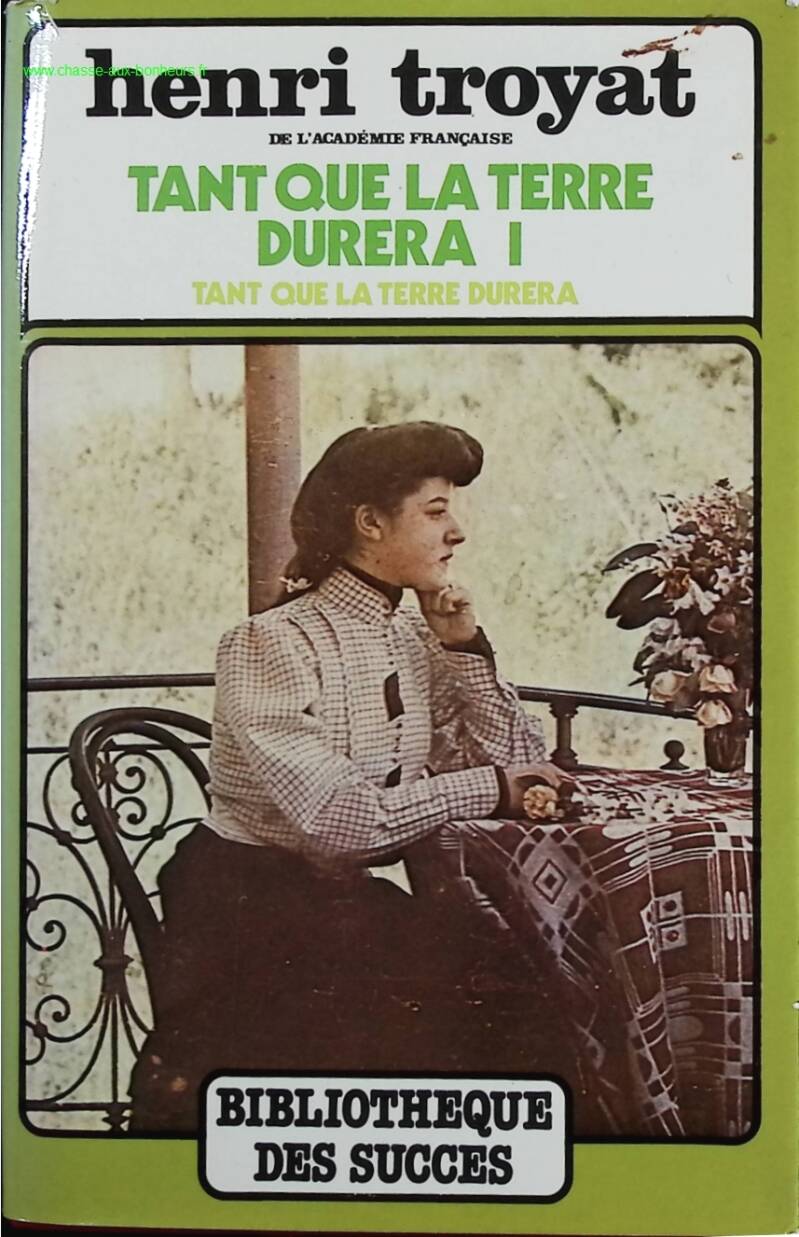 www.chasse-aux-bonheurs.fr
henri troyat
DE L'ACADÉMIE FRANÇAISE
TANT QUE LA TERRE
DURERA I
TANT QUE LA TERRE DURERA
BIBLIOTHEQUE
DES SUCCES